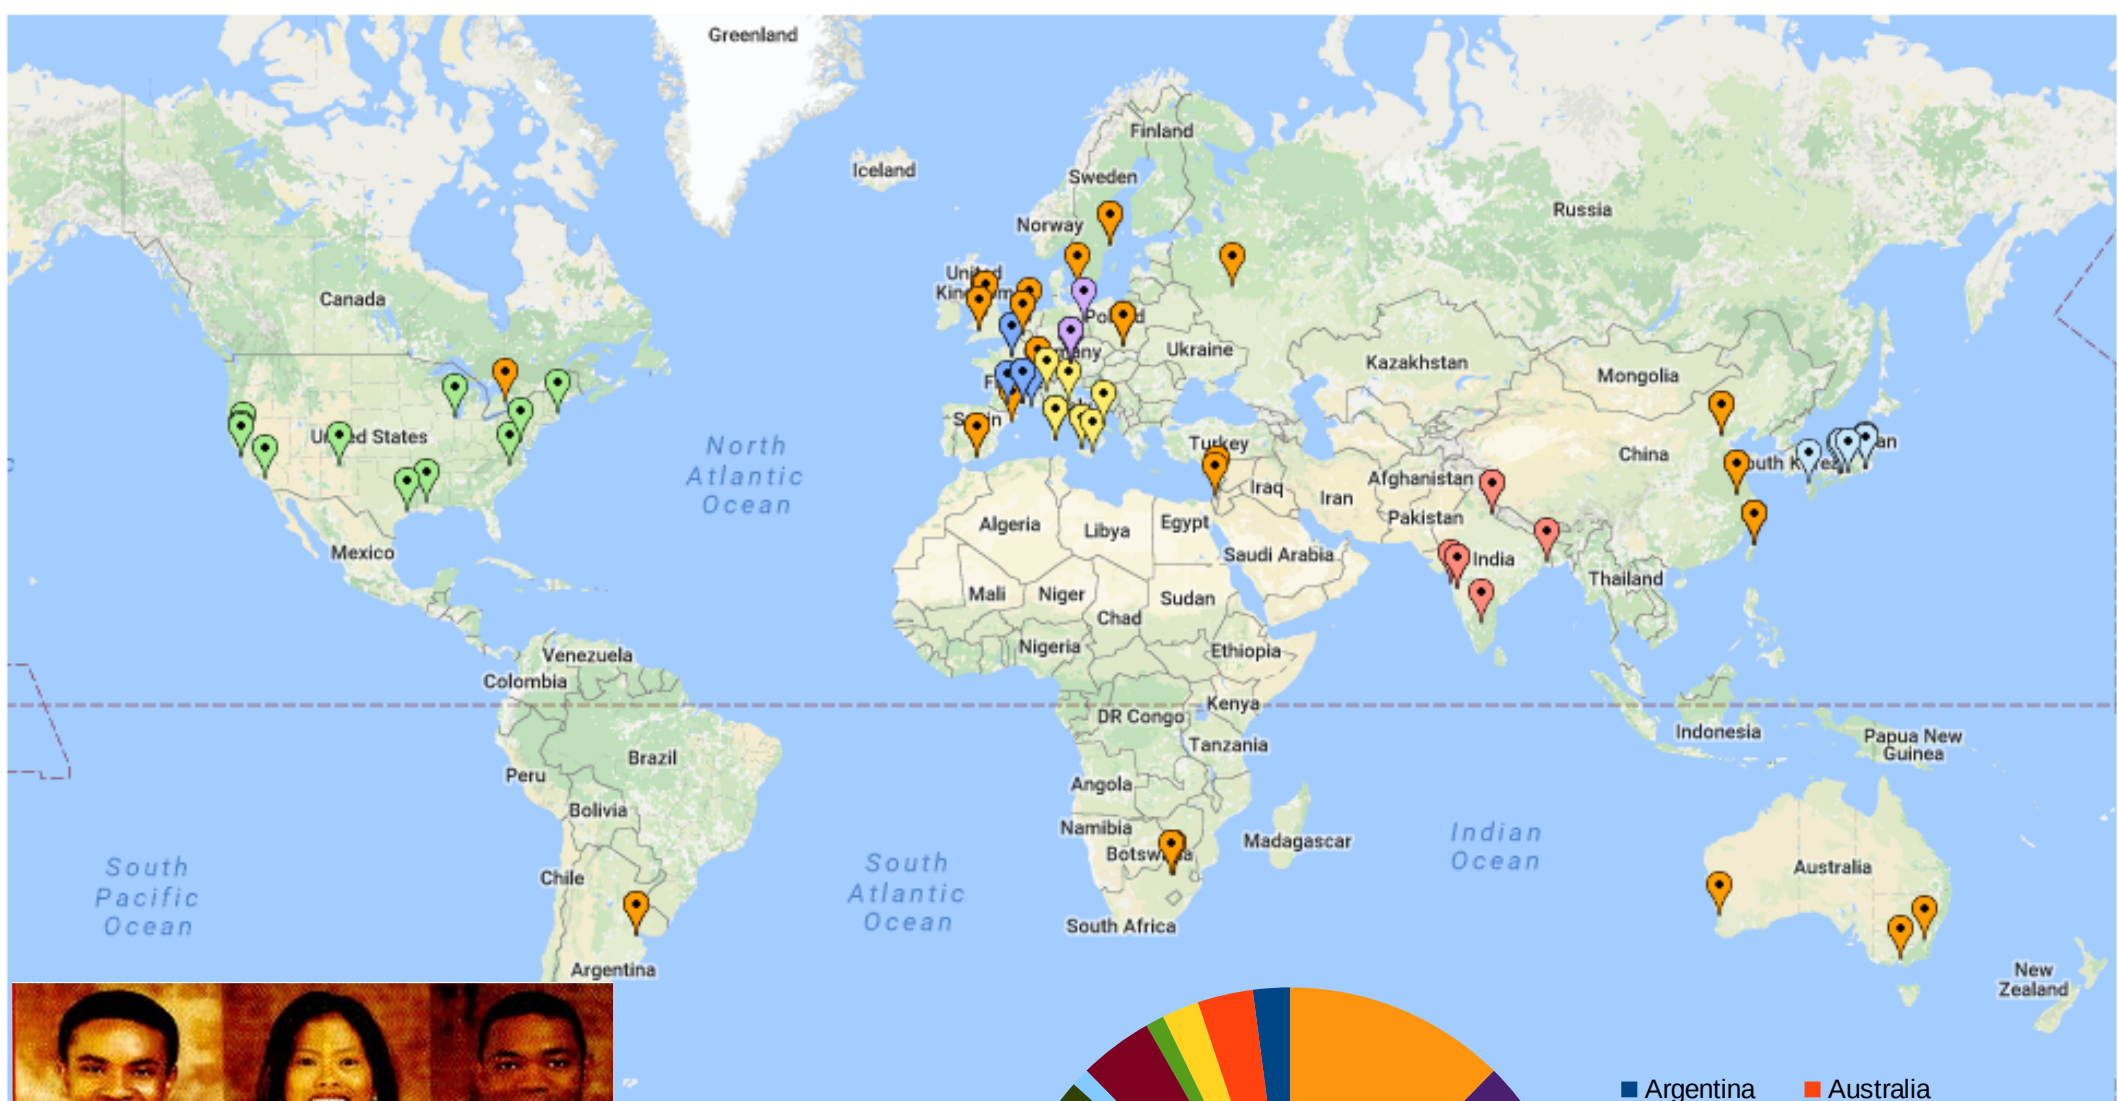 Greenland
Finland
Iceland
Sweden
Russia
Norway
United
Canada
Ukraine
Kazakhstan
Mongolia
United States
North
Atlantic
Ocean
Turkey
China
Afghanistan
Iraq
Iran
Pakistan
Algeria
Libya
Egypt
Mexico
Saudi Arabia
India
Thailand
Mali
Niger
Sudan
Chad
Nigeria
Ethiopia
Venezuela
Colombia
Kenya
DR Congo
Indonesia
Papua New
Guinea
Tanzania
Brazil
Peru
Angola
Bolivia
Namibia
Madagascar
Indian
Ocean
South
Pacific
Ocean
South
Atlantic
Ocean
Chile
Australia
South Africa
Argentina
New
Zealand
Argentina Australia